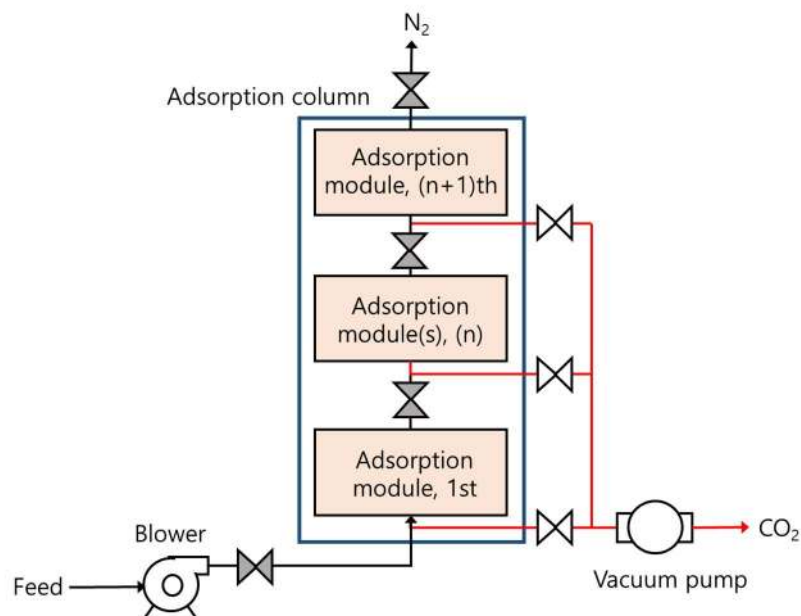 N₂
Adsorption column
Adsorption
module, (n+1)th
Adsorption
module(s), (n)
Adsorption
module, 1st
Blower
Feed
CO₂
Vacuum pump